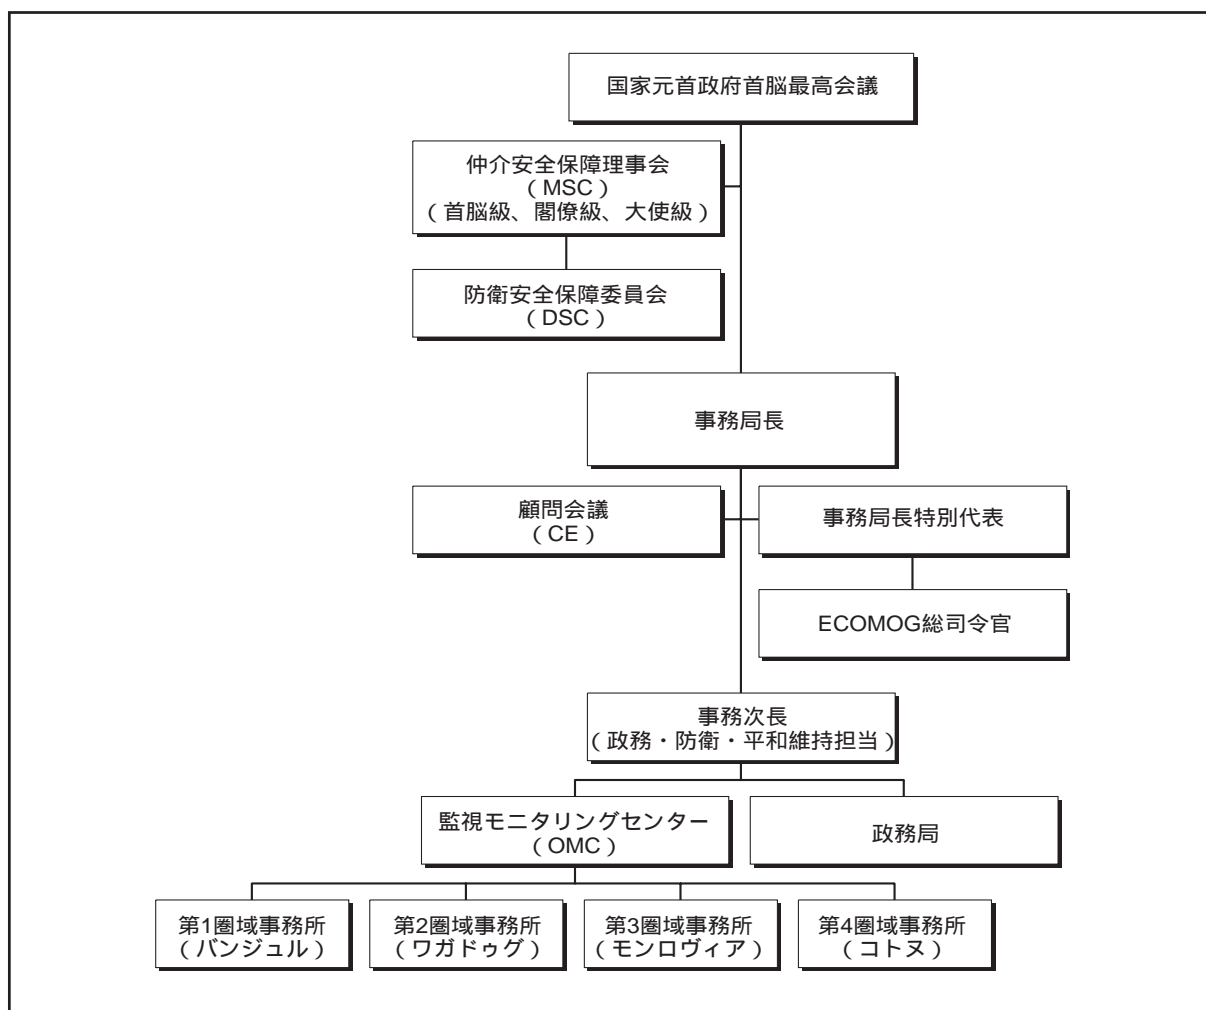 国家元首政府首脳最高会議
仲介安全保障理事会
（MSC）
（首脳級、閣僚級、大使級）
防衛安全保障委員会
（DSC）
事務局長
顧問会議
（CE）
事務局長特別代表
ECOMOG総司令官
事務次長
（政務・防衛・平和維持担当）
監視モニタリングセンター
（OMC）
政務局
第1圏域事務所
（バンジュル）
第2圏域事務所
（ワガドゥグ）
第3圏域事務所
（モンロヴィア）
第4圏域事務所
（コトヌ）